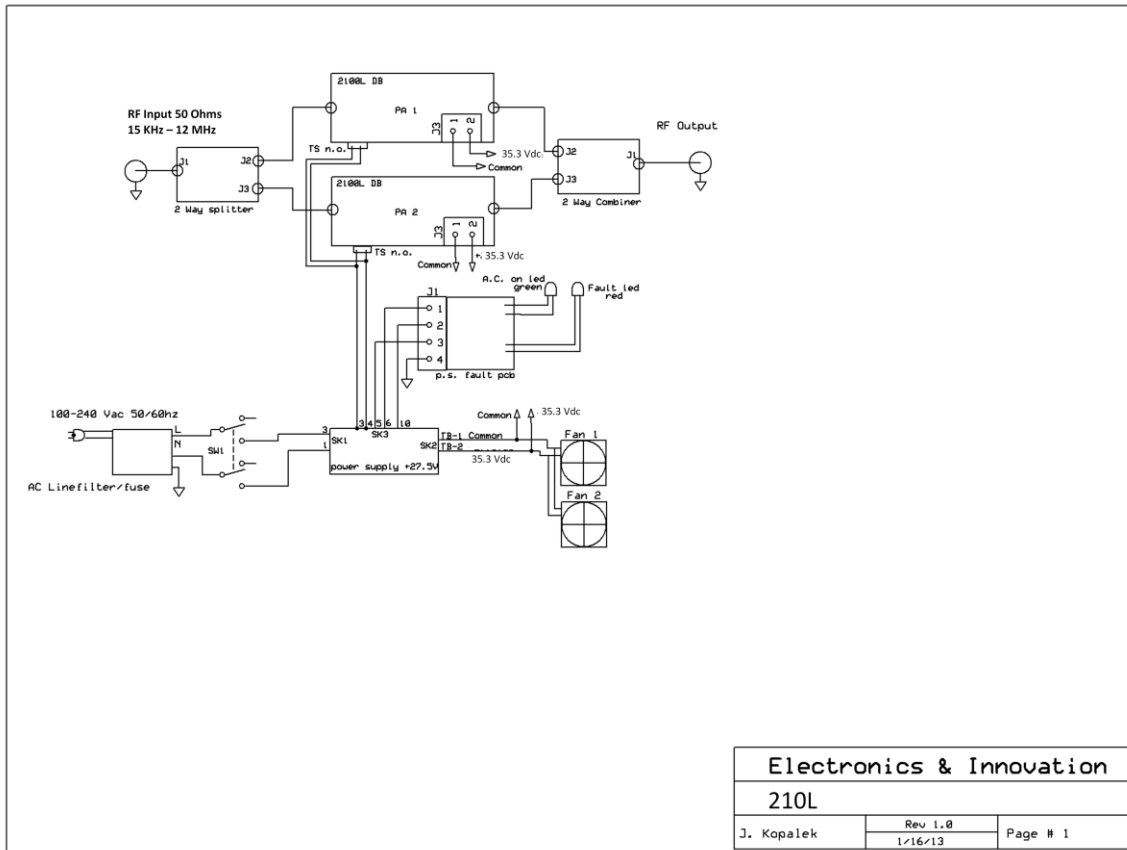 2100L DB
PA 1
J3
1
2
RF Input 50 Ohms
15 KHz – 12 MHz
RF Output
TS n.o.
35.3 Vdc
Common
J1
J2
J3
2 Way splitter
J2
J3
J1
2 Way Combiner
2100L DB
PA 2
J3
1
2
TS n.o.
Common
+. 35.3 Vdc
A.C. on led
green
Fault led
red
J1
1
2
3
4
p.s. fault pcb
100-240 Vac 50/60hz
L
N
SW1
AC Linefilter/fuse
3
1
SK1
3 4 5 6 10
SK3
SK2
power supply +27.5V
TB-1 Common
TB-2
35.3 Vdc
Common
35.3 Vdc
Fan 1
Fan 2
Electronics & Innovation
210L
J. Kopalek
Rev 1.0
1/16/13
Page # 1